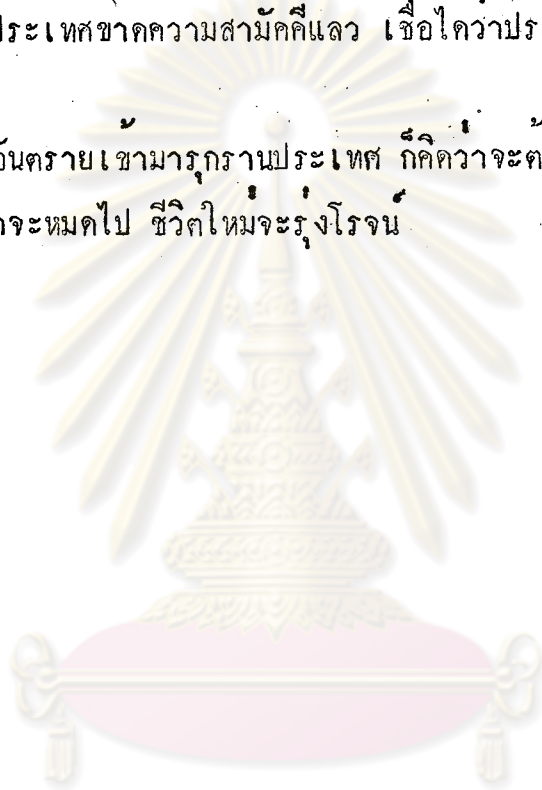 ประเทศขาดความสามัคคีแลว เชื่อไดว่าปร
อันตรายเข้ามารุกรานประเทศ ก็คิดว่าจะต้
จะหมดไป ชีวิตใหม่จะรุ่งโรจน์